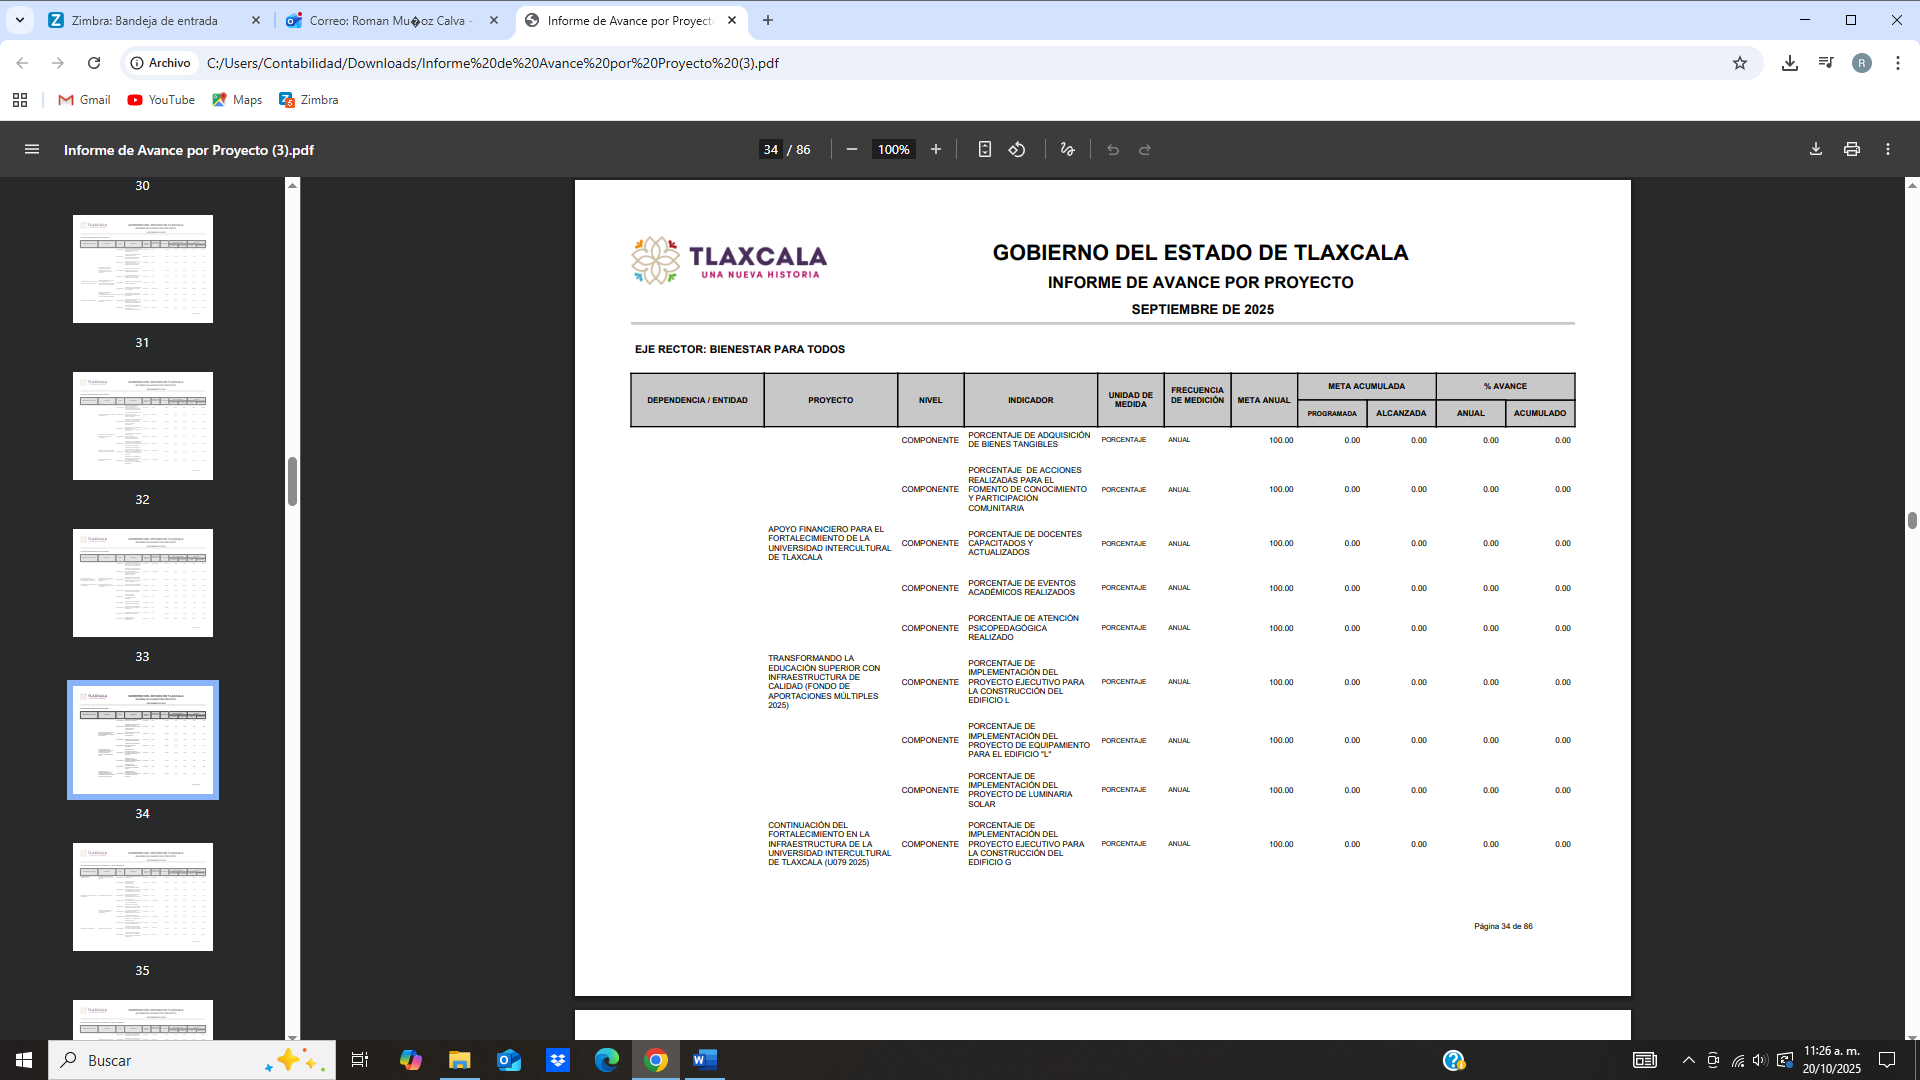 Zimbra: Bandeja de entrada
Correo: Roman Mu�oz Calva -
Informe de Avance por Proyecto
Archivo
C:/Users/Contabilidad/Downloads/Informe%20de%20Avance%20por%20Proyecto%20(3).pdf
R
Gmail
YouTube
Maps
Zimbra
Informe de Avance por Proyecto (3).pdf
34 / 86
100%
30
31
32
33
34
35
TLAXCALA
UNA NUEVA HISTORIA
GOBIERNO DEL ESTADO DE TLAXCALA
INFORME DE AVANCE POR PROYECTO
SEPTIEMBRE DE 2025
EJE RECTOR: BIENESTAR PARA TODOS
DEPENDENCIA / ENTIDAD
PROYECTO
NIVEL
INDICADOR
UNIDAD DE
MEDIDA
FRECUENCIA
DE MEDICIÓN
META ANUAL
META ACUMULADA
PROGRAMADA
ALCANZADA
% AVANCE
ANUAL
ACUMULADO
COMPONENTE
PORCENTAJE DE ADQUISICIÓN
DE BIENES TANGIBLES
PORCENTAJE ANUAL 100.00 0.00 0.00 0.00 0.00
COMPONENTE
PORCENTAJE DE ACCIONES
REALIZADAS PARA EL
FOMENTO DE CONOCIMIENTO
Y PARTICIPACIÓN
COMUNITARIA
PORCENTAJE ANUAL 100.00 0.00 0.00 0.00 0.00
APOYO FINANCIERO PARA EL
FORTALECIMIENTO DE LA
UNIVERSIDAD INTERCULTURAL
DE TLAXCALA
COMPONENTE
PORCENTAJE DE DOCENTES
CAPACITADOS Y
ACTUALIZADOS
PORCENTAJE ANUAL 100.00 0.00 0.00 0.00 0.00
COMPONENTE
PORCENTAJE DE EVENTOS
ACADÉMICOS REALIZADOS
PORCENTAJE ANUAL 100.00 0.00 0.00 0.00 0.00
COMPONENTE
PORCENTAJE DE ATENCIÓN
PSICOPEDAGÓGICA
REALIZADO
PORCENTAJE ANUAL 100.00 0.00 0.00 0.00 0.00
TRANSFORMANDO LA
EDUCACIÓN SUPERIOR CON
INFRAESTRUCTURA DE
CALIDAD (FONDO DE
APORTACIONES MÚLTIPLES
2025)
COMPONENTE
PORCENTAJE DE
IMPLEMENTACIÓN DEL
PROYECTO EJECUTIVO PARA
LA CONSTRUCCIÓN DEL
EDIFICIO L
PORCENTAJE ANUAL 100.00 0.00 0.00 0.00 0.00
COMPONENTE
PORCENTAJE DE
IMPLEMENTACIÓN DEL
PROYECTO DE EQUIPAMIENTO
PARA EL EDIFICIO "L"
PORCENTAJE ANUAL 100.00 0.00 0.00 0.00 0.00
COMPONENTE
PORCENTAJE DE
IMPLEMENTACIÓN DEL
PROYECTO DE LUMINARIA
SOLAR
PORCENTAJE ANUAL 100.00 0.00 0.00 0.00 0.00
CONTINUACIÓN DEL
FORTALECIMIENTO EN LA
INFRAESTRUCTURA DE LA
UNIVERSIDAD INTERCULTURAL
DE TLAXCALA (U079 2025)
COMPONENTE
PORCENTAJE DE
IMPLEMENTACIÓN DEL
PROYECTO EJECUTIVO PARA
LA CONSTRUCCIÓN DEL
EDIFICIO G
PORCENTAJE ANUAL 100.00 0.00 0.00 0.00 0.00
Página 34 de 86
Buscar
11:26 a. m.
20/10/2025